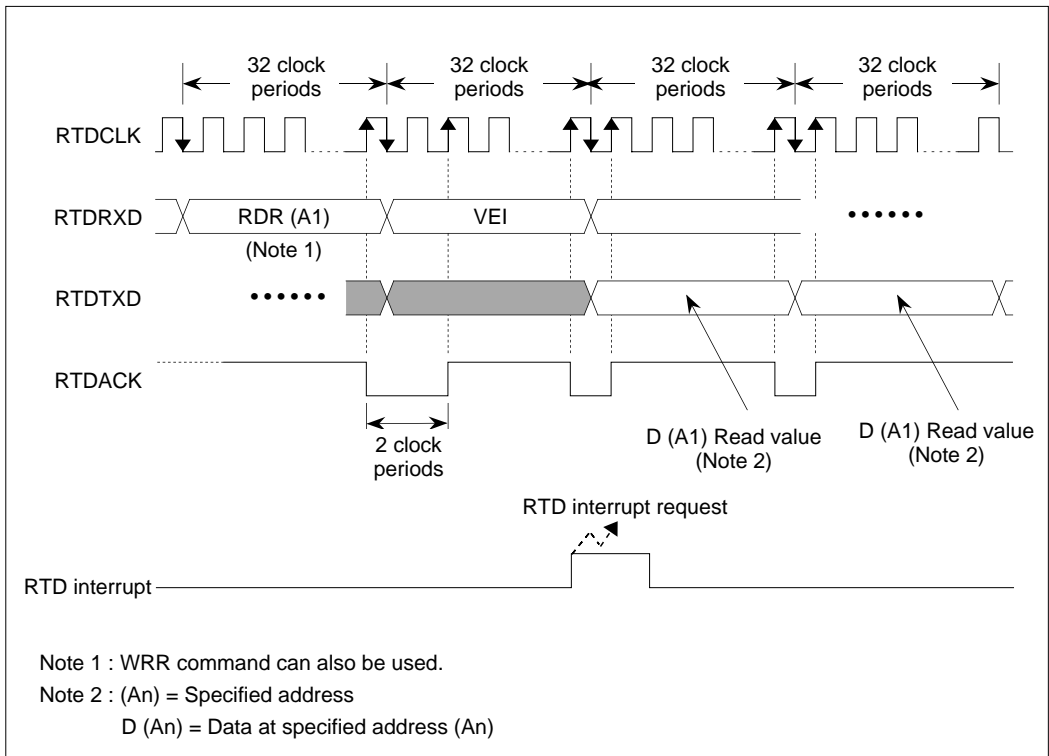 32 clock
periods
32 clock
periods
32 clock
periods
32 clock
periods
RTDCLK
RTDRXD
RDR (A1)
(Note 1)
VEI
••••••
RTDTXD
••••••
RTDACK
2 clock
periods
D (A1) Read value
(Note 2)
D (A1) Read value
(Note 2)
RTD interrupt request
RTD interrupt
Note 1 : WRR command can also be used.
Note 2 : (An) = Specified address
D (An) = Data at specified address (An)